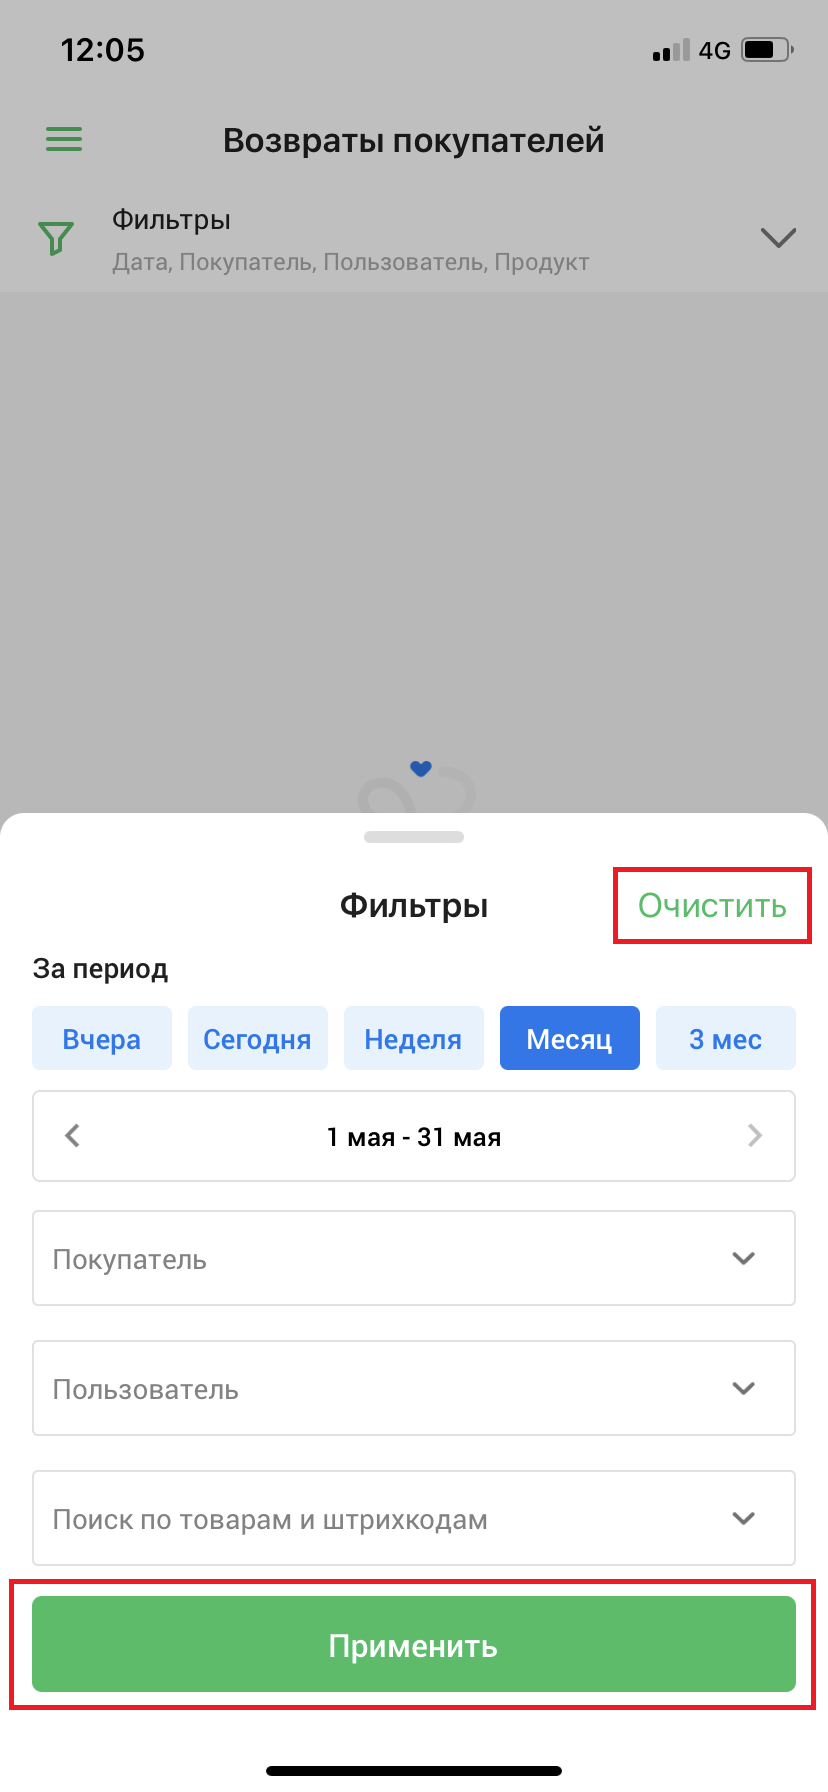 12:05
4G
Возвраты покупателей
Фильтры
Дата, Покупатель, Пользователь, Продукт
Фильтры
Очистить
За период
Вчера
Сегодня
Неделя
Месяц
3 мес
1 мая - 31 мая
Покупатель
Пользователь
Поиск по товарам и штрихкодам
Применить